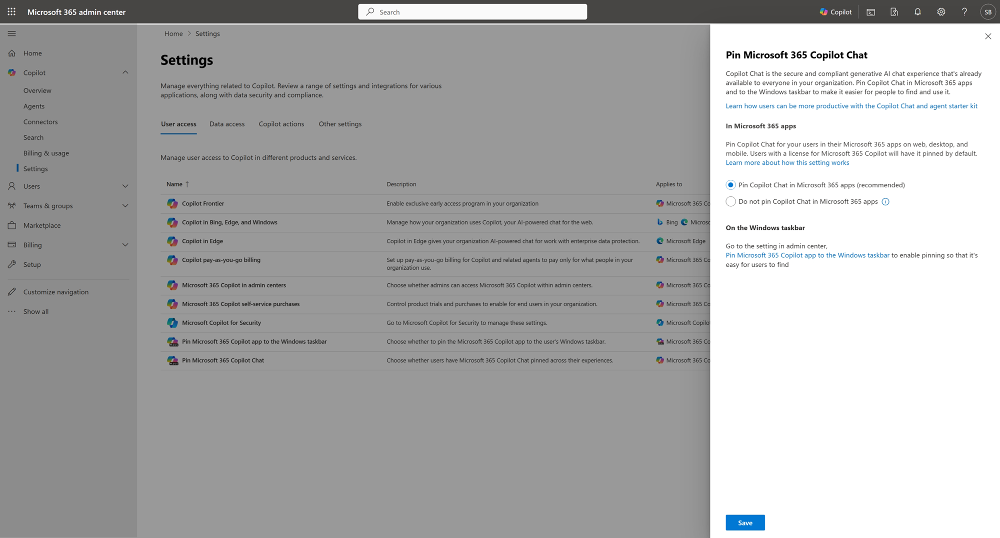 Microsoft 365 admin center
Search
Copilot
SB
Home
Copilot
Overview
Agents
Connectors
Search
Billing & usage
Settings
Users
Teams & groups
Marketplace
Billing
Setup
Customize navigation
Show all
Home > Settings
Settings
Manage everything related to Copilot. Review a range of settings and integrations for various
applications, along with data security and compliance.
User access Data access Copilot actions Other settings
Manage user access to Copilot in different products and services.
Name ↑ Description Applies to
Copilot Frontier Enable exclusive early access program in your organization Microsoft 365 Co
Copilot in Bing, Edge, and Windows Manage how your organization uses Copilot, your AI-powered chat for the web. Bing Microsc
Copilot in Edge Copilot in Edge gives your organization AI-powered chat for work with enterprise data protection. Microsoft Edge
Copilot pay-as-you-go billing Set up pay-as-you-go billing for Copilot and related agents to pay only for what people in your Microsoft 365 Co
organization use.
Microsoft 365 Copilot in admin centers Choose whether admins can access Microsoft 365 Copilot within admin centers. Microsoft 365 Co
Microsoft 365 Copilot self-service purchases Control product trials and purchases to enable for end users in your organization. Microsoft 365 Co
Microsoft Copilot for Security Go to Microsoft Copilot for Security to manage these settings. Microsoft Copilot
Pin Microsoft 365 Copilot app to the Windows taskbar Choose whether to pin the Microsoft 365 Copilot app to the user's Windows taskbar. Microsoft 365 Co
Pin Microsoft 365 Copilot Chat Choose whether users have Microsoft 365 Copilot Chat pinned across their experiences. Microsoft 365 Co
Pin Microsoft 365 Copilot Chat
Copilot Chat is the secure and compliant generative AI chat experience that's already
available to everyone in your organization. Pin Copilot Chat in Microsoft 365 apps
and to the Windows taskbar to make it easier for people to find and use it.
Learn how users can be more productive with the Copilot Chat and agent starter kit
In Microsoft 365 apps
Pin Copilot Chat for your users in their Microsoft 365 apps on web, desktop, and
mobile. Users with a license for Microsoft 365 Copilot will have it pinned by default.
Learn more about how this setting works
Pin Copilot Chat in Microsoft 365 apps (recommended)
Do not pin Copilot Chat in Microsoft 365 apps
On the Windows taskbar
Go to the setting in admin center,
Pin Microsoft 365 Copilot app to the Windows taskbar to enable pinning so that it's
easy for users to find
Save